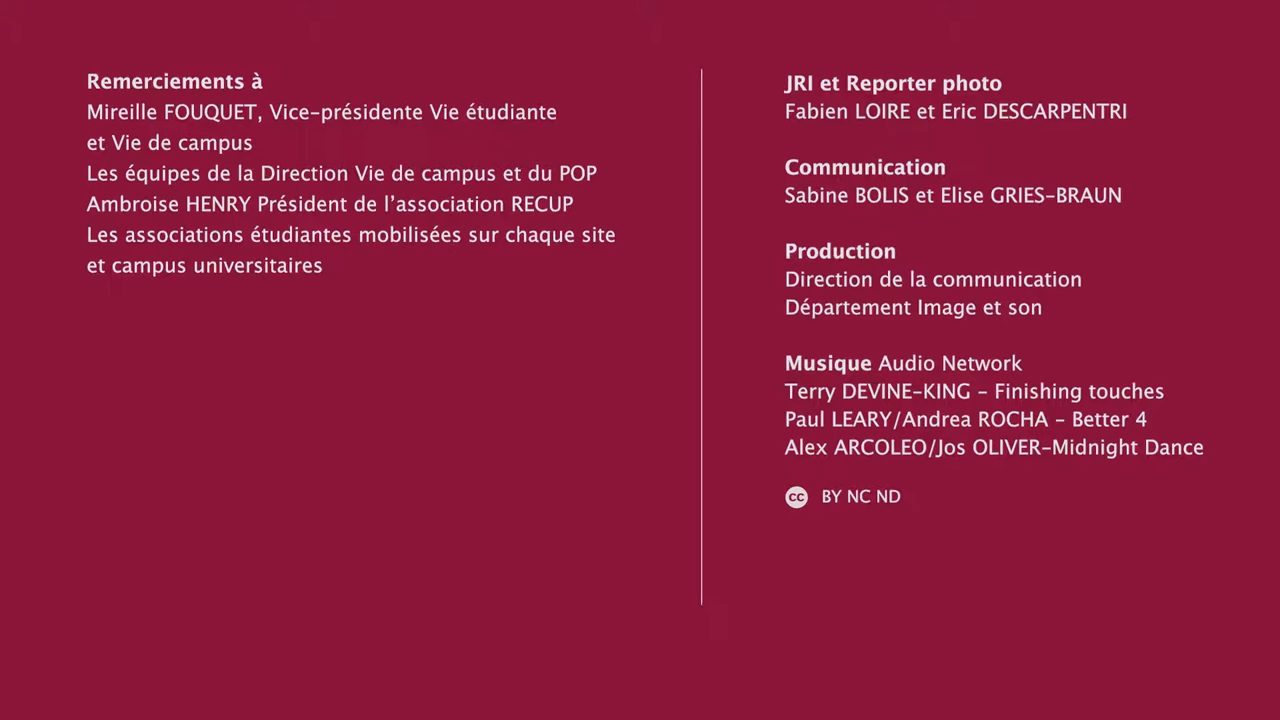 Remerciements à
Mireille FOUQUET, Vice-présidente Vie étudiante
et Vie de campus
Les équipes de la Direction Vie de campus et du POP
Ambroise HENRY Président de l'association RECUP
Les associations étudiantes mobilisées sur chaque site
et campus universitaires
JRI et Reporter photo
Fabien LOIRE et Eric DESCARPENTRI
Communication
Sabine BOLIS et Elise GRIES-BRAUN
Production
Direction de la communication
Département Image et son
Musique Audio Network
Terry DEVINE-KING - Finishing touches
Paul LEARY/Andrea ROCHA - Better 4
Alex ARCOLEO/Jos OLIVER-Midnight Dance
cc BY NC ND